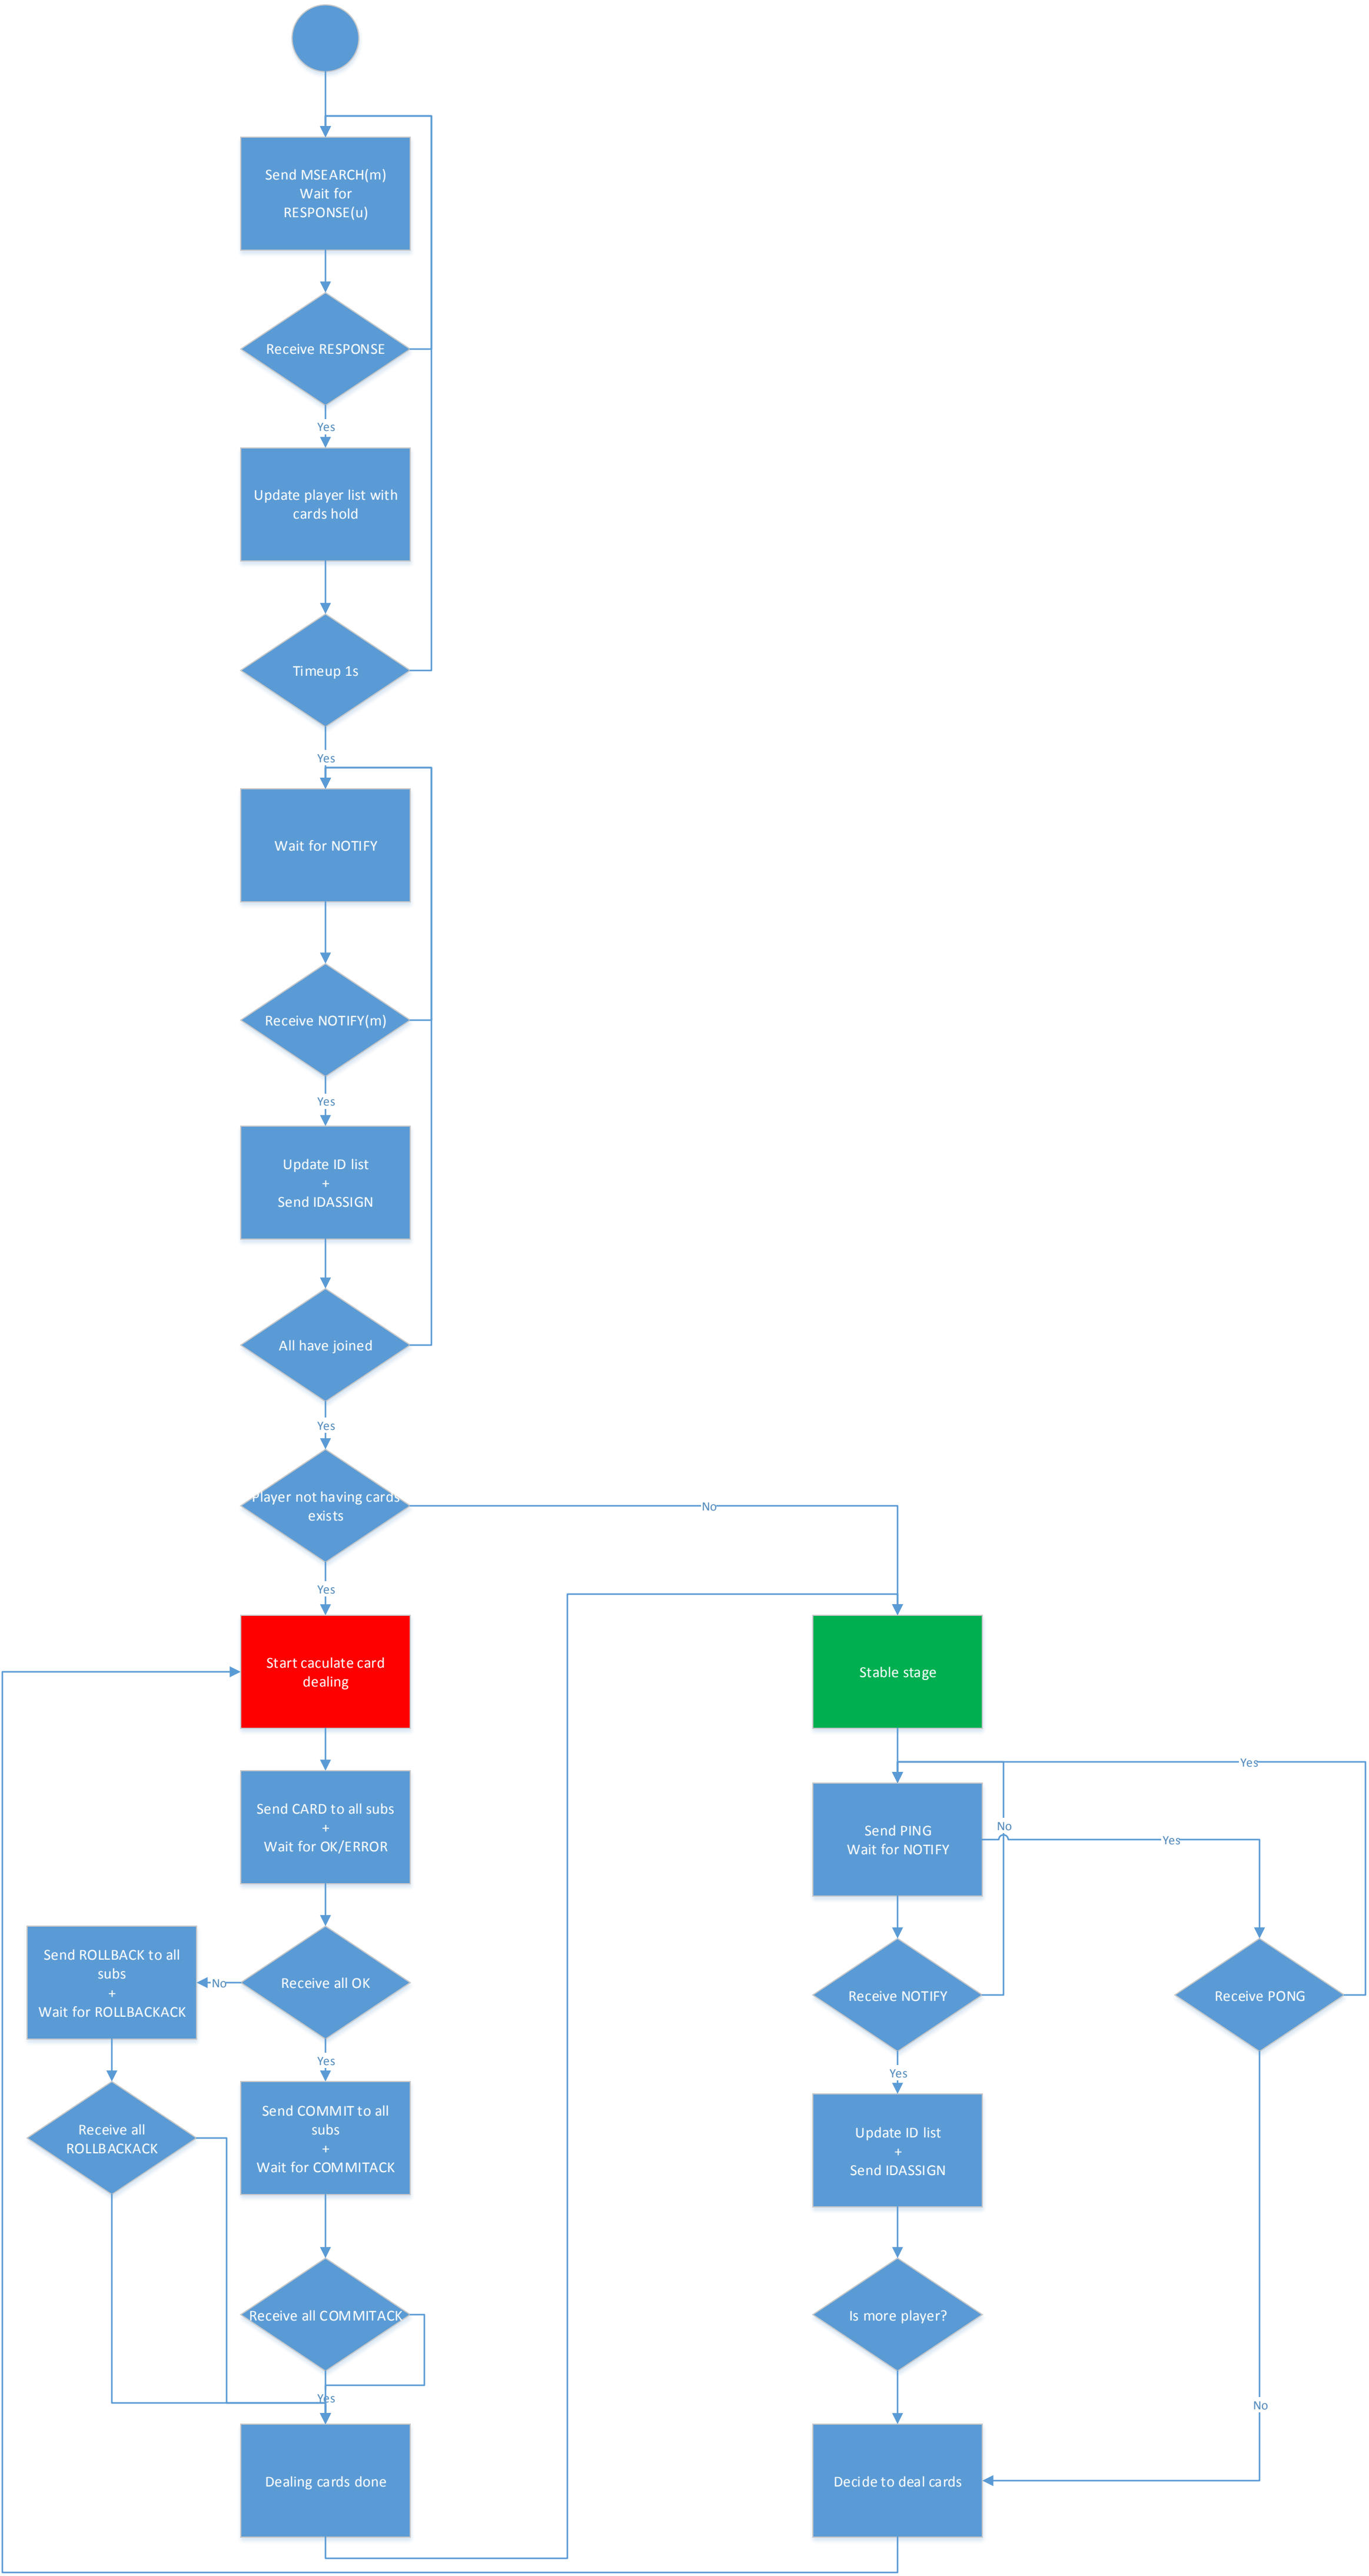 Send MSEARCH(m)
Wait for
RESPONSE(u)
Receive RESPONSE
Yes
Update player list with
cards hold
Timeup 1s
Yes
Wait for NOTIFY
Receive NOTIFY(m)
Yes
Update ID list
+
Send IDASSIGN
All have joined
Yes
Player not having cards
exists
No
Yes
Start caculate card
dealing
Send CARD to all subs
+
Wait for OK/ERROR
Receive all OK
No
Send ROLLBACK to all
subs
+
Wait for ROLLBACKACK
Receive all
ROLLBACKACK
Yes
Send COMMIT to all
subs
+
Wait for COMMITACK
Receive all COMMITACK
Yes
Dealing cards done
Stable stage
Yes
Send PING
Wait for NOTIFY
No
Yes
Receive NOTIFY
Receive PONG
Yes
Update ID list
+
Send IDASSIGN
Is more player?
No
Decide to deal cards